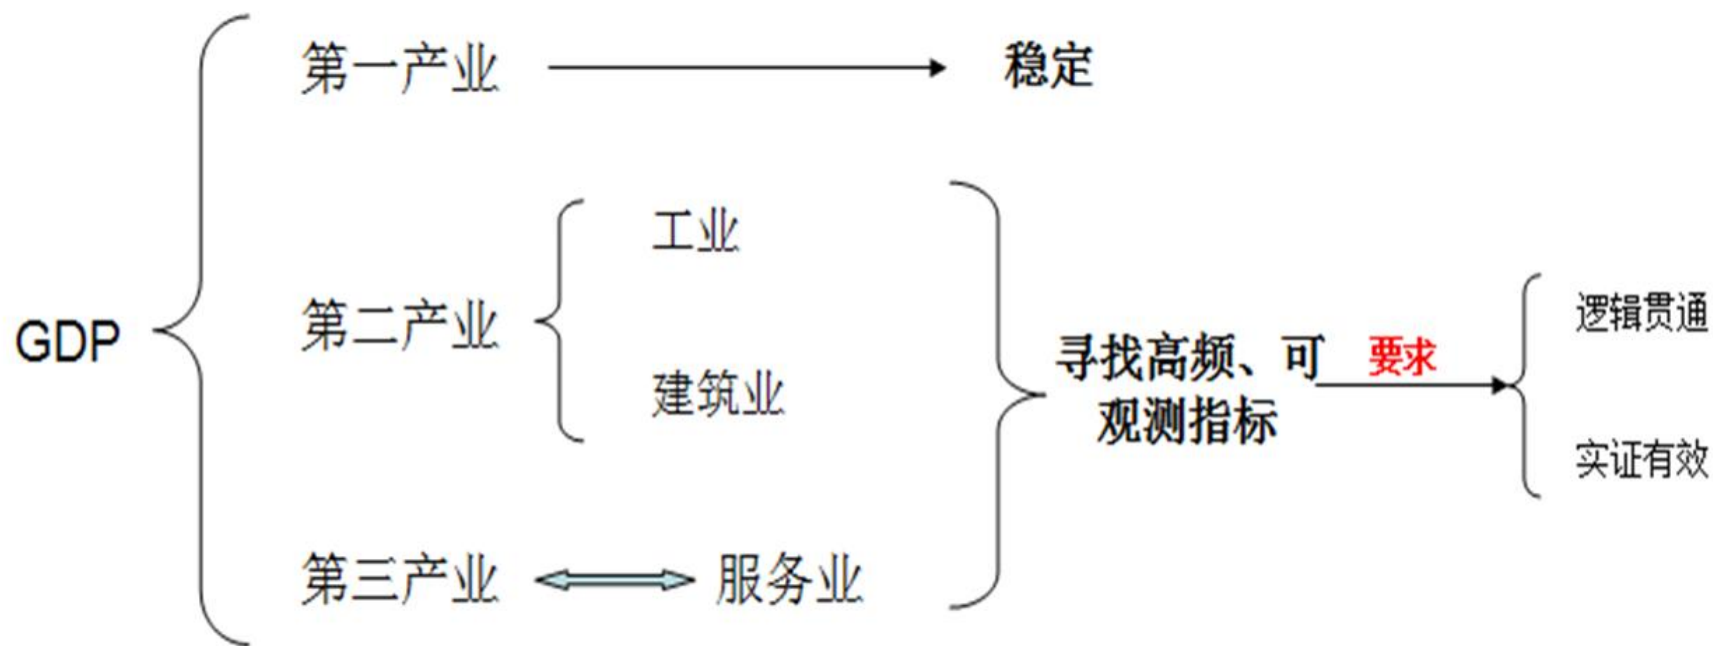 第一产业
稳定
工业
GDP
第二产业
建筑业
寻找高频、可
观测指标
要求
逻辑贯通
实证有效
第三产业
服务业